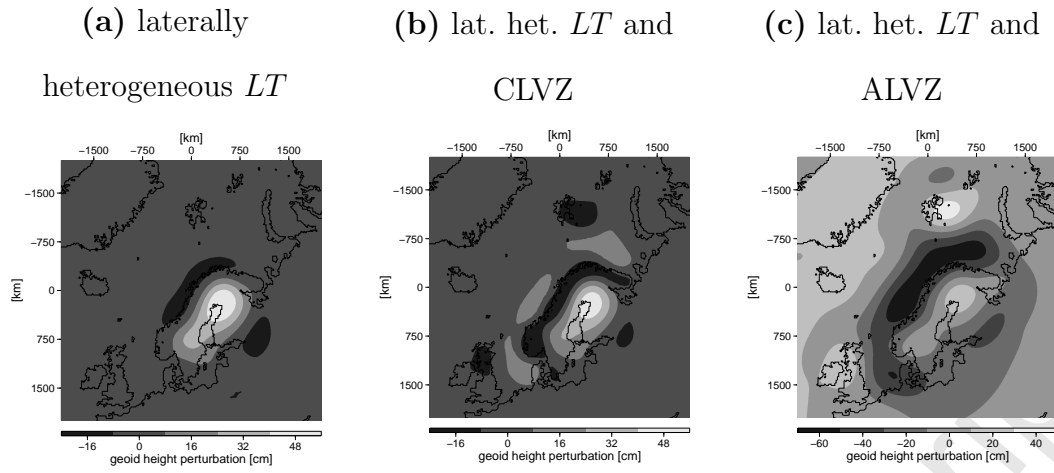 (a) laterally
heterogeneous LT
[km]
−1500 −750 0 750 1500
−1500
−750
0
750
1500
[km]
−16 0 16 32 48
geoid height perturbation [cm]
(b) lat. het. LT and
CLVZ
[km]
−1500 −750 0 750 1500
−1500
−750
0
750
1500
[km]
−16 0 16 32 48
geoid height perturbation [cm]
(c) lat. het. LT and
ALVZ
[km]
−1500 −750 0 750 1500
−1500
−750
0
750
1500
[km]
−60 −40 −20 0 20 40
geoid height perturbation [cm]